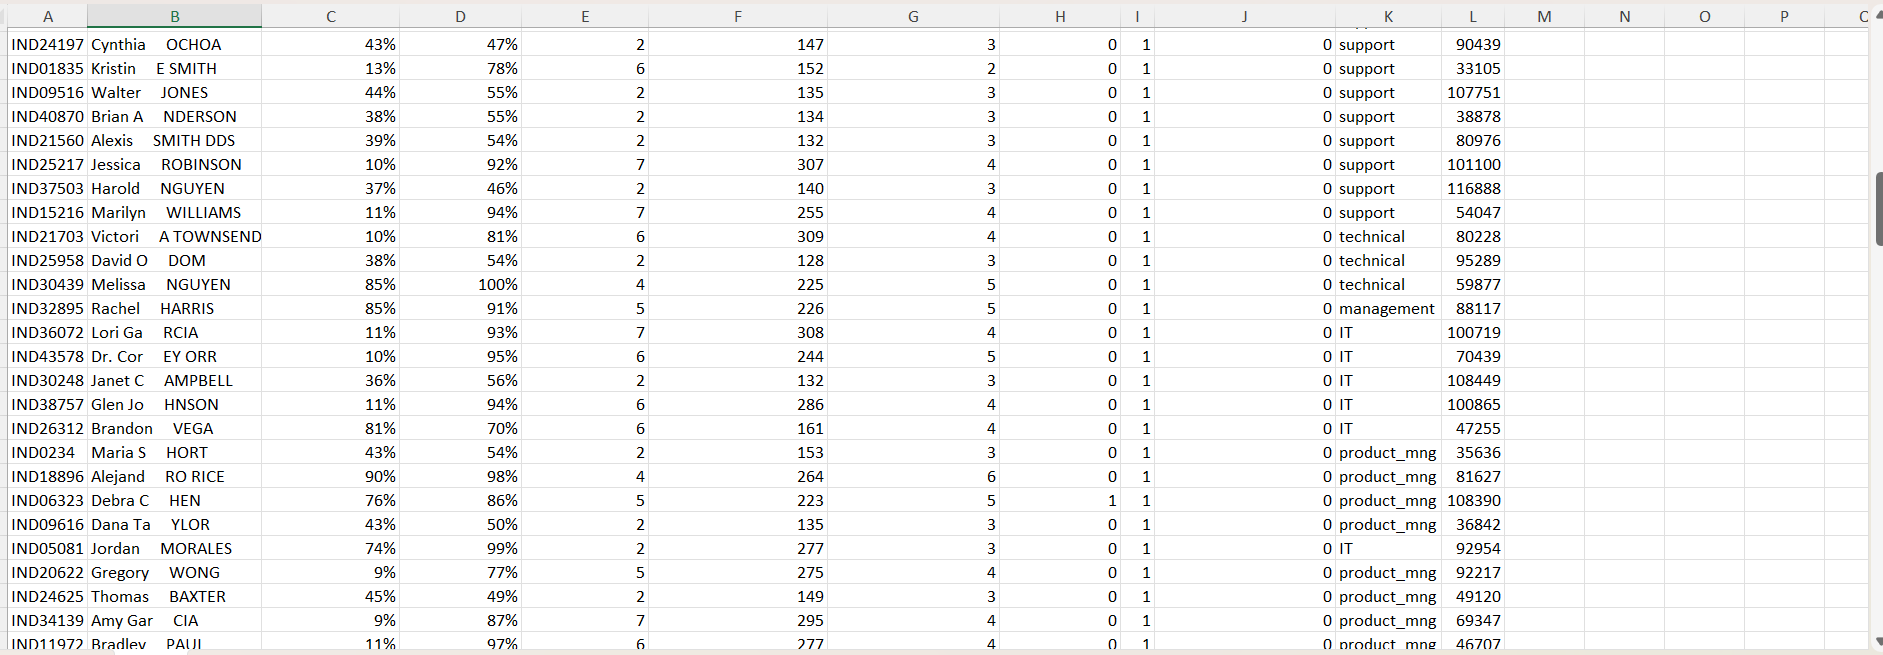 A B C D E F G H I J K L M N O P
IND24197 Cynthia OCHOA 43% 47% 2 147 3 0 1 0 support 90439
IND01835 Kristin E SMITH 13% 78% 6 152 2 0 1 0 support 33105
IND09516 Walter JONES 44% 55% 2 135 3 0 1 0 support 107751
IND40870 Brian A NDERSON 38% 55% 2 134 3 0 1 0 support 38878
IND21560 Alexis SMITH DDS 39% 54% 2 132 3 0 1 0 support 80976
IND25217 Jessica ROBINSON 10% 92% 7 307 4 0 1 0 support 101100
IND37503 Harold NGUYEN 37% 46% 2 140 3 0 1 0 support 116888
IND15216 Marilyn WILLIAMS 11% 94% 7 255 4 0 1 0 support 54047
IND21703 Victori A TOWNSEND 10% 81% 6 309 4 0 1 0 technical 80228
IND25958 David O DOM 38% 54% 2 128 3 0 1 0 technical 95289
IND30439 Melissa NGUYEN 85% 100% 4 225 5 0 1 0 technical 59877
IND32895 Rachel HARRIS 85% 91% 5 226 5 0 1 0 management 88117
IND36072 Lori Ga RCIA 11% 93% 7 308 4 0 1 0 IT 100719
IND43578 Dr. Cor EY ORR 10% 95% 6 244 5 0 1 0 IT 70439
IND30248 Janet C AMPBELL 36% 56% 2 132 3 0 1 0 IT 108449
IND38757 Glen Jo HNSON 11% 94% 6 286 4 0 1 0 IT 100865
IND26312 Brandon VEGA 81% 70% 6 161 4 0 1 0 IT 47255
IND0234 Maria S HORT 43% 54% 2 153 3 0 1 0 product_mng 35636
IND18896 Alejand RO RICE 90% 98% 4 264 6 0 1 0 product_mng 81627
IND06323 Debra C HEN 76% 86% 5 223 5 1 1 0 product_mng 108390
IND09616 Dana Ta YLOR 43% 50% 2 135 3 0 1 0 product_mng 36842
IND05081 Jordan MORALES 74% 99% 2 277 3 0 1 0 IT 92954
IND20622 Gregory WONG 9% 77% 5 275 4 0 1 0 product_mng 92217
IND24625 Thomas BAXTER 45% 49% 2 149 3 0 1 0 product_mng 49120
IND34139 Amy Gar CIA 9% 87% 7 295 4 0 1 0 product_mng 69347
IND11972 Bradley PAUL 11% 97% 6 277 4 0 1 0 product_mng 46707